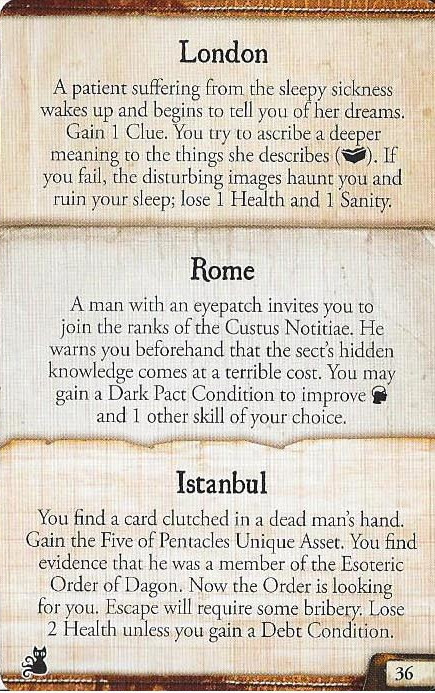 London
A patient suffering from the sleepy sickness
wakes up and begins to tell you of her dreams.
Gain 1 Clue. You try to ascribe a deeper
meaning to the things she describes ( ). If
you fail, the disturbing images haunt you and
ruin your sleep; lose 1 Health and 1 Sanity.
Rome
A man with an eyepatch invites you to
join the ranks of the Custus Notitiae. He
warns you beforehand that the sect's hidden
knowledge comes at a terrible cost. You may
gain a Dark Pact Condition to improve
and 1 other skill of your choice.
Istanbul
You find a card clutched in a dead man's hand.
Gain the Five of Pentacles Unique Asset. You find
evidence that he was a member of the Esoteric
Order of Dagon. Now the Order is looking
for you. Escape will require some bribery. Lose
2 Health unless you gain a Debt Condition.
36